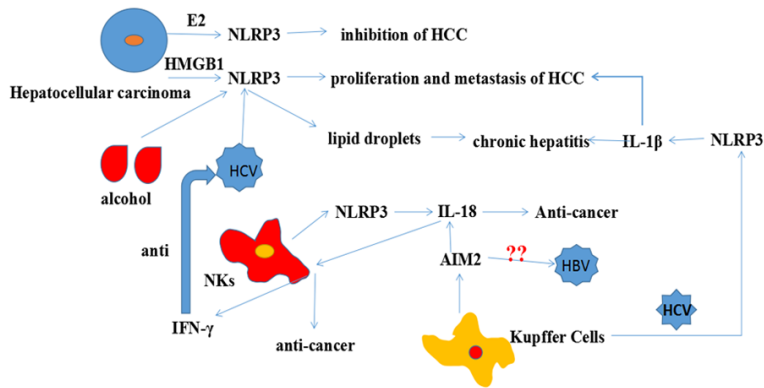 E2
NLRP3
inhibition of HCC
HMGB1
NLRP3
proliferation and metastasis of HCC
Hepatocellular carcinoma
lipid droplets
chronic hepatitis
IL-1β
NLRP3
HCV
alcohol
NLRP3
IL-18
Anti-cancer
anti
NKs
AIM2
??
HBV
HCV
IFN-γ
anti-cancer
Kupffer Cells